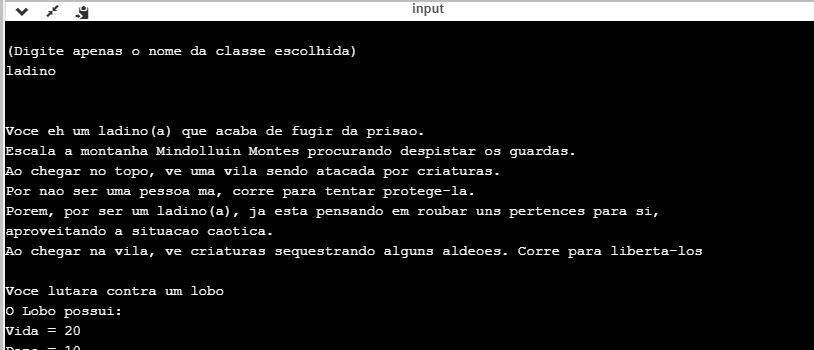 input
(Digite apenas o nome da classe escolhida)
ladino
Voce eh um ladino(a) que acaba de fugir da prisao.
Escala a montanha Mindolluin Montes procurando despistar os guardas.
Ao chegar no topo, ve uma vila sendo atacada por criaturas.
Por nao ser uma pessoa ma, corre para tentar protege-la.
Porem, por ser um ladino(a), ja esta pensando em roubar uns pertences para si,
aproveitando a situacao caotica.
Ao chegar na vila, ve criaturas sequestrando alguns aldeoes. Corre para liberta-los
Voce lutara contra um lobo
O Lobo possui:
Vida = 20